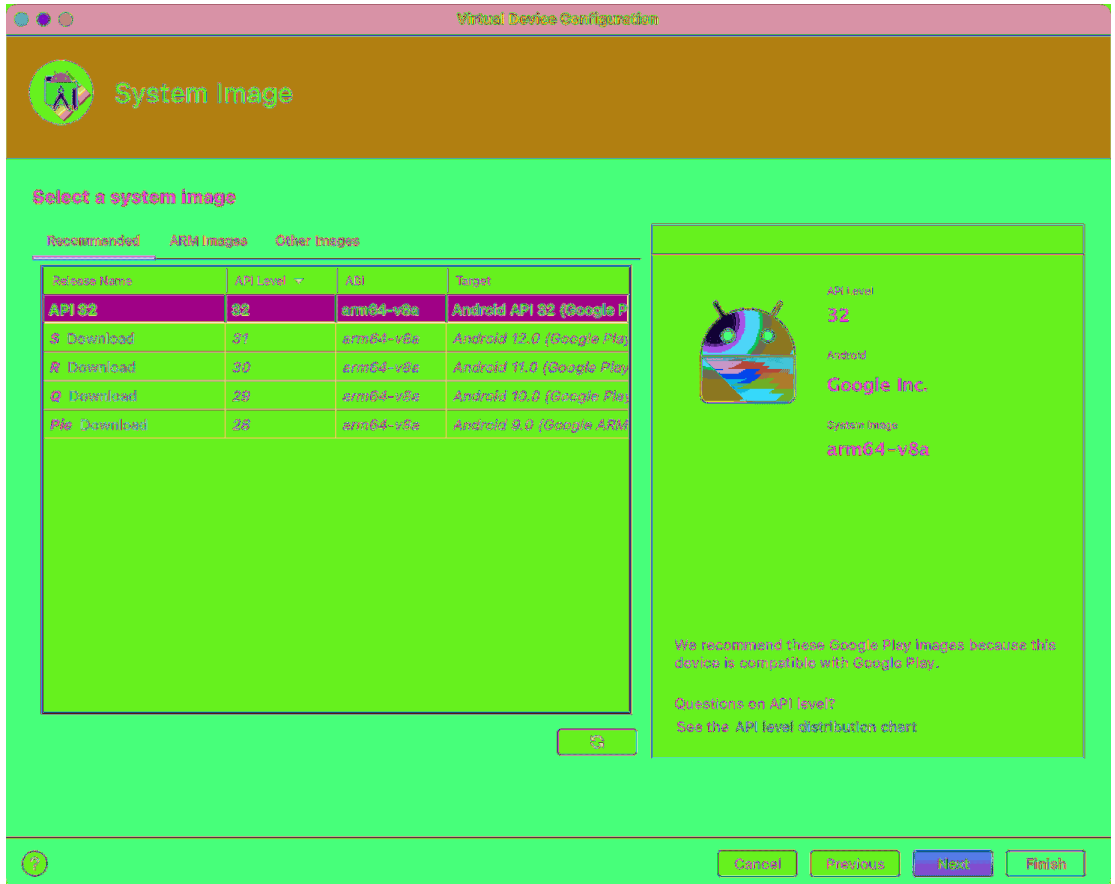 Virtual Device Configuration
System Image
Select a system image
Recommended ARM Images Other Images
Release Name API Level ABI Target
API 32 32 arm64-v8a Android API 32 (Google P
S Download 31 arm64-v8a Android 12.0 (Google Play
R Download 30 arm64-v8a Android 11.0 (Google Play
Q Download 29 arm64-v8a Android 10.0 (Google Play
Pie Download 28 arm64-v8a Android 9.0 (Google ARM
API Level
32
Android
Google Inc.
System Image
arm64-v8a
We recommend these Google Play images because this
device is compatible with Google Play.
Questions on API level?
See the API level distribution chart
? Cancel Previous Next Finish